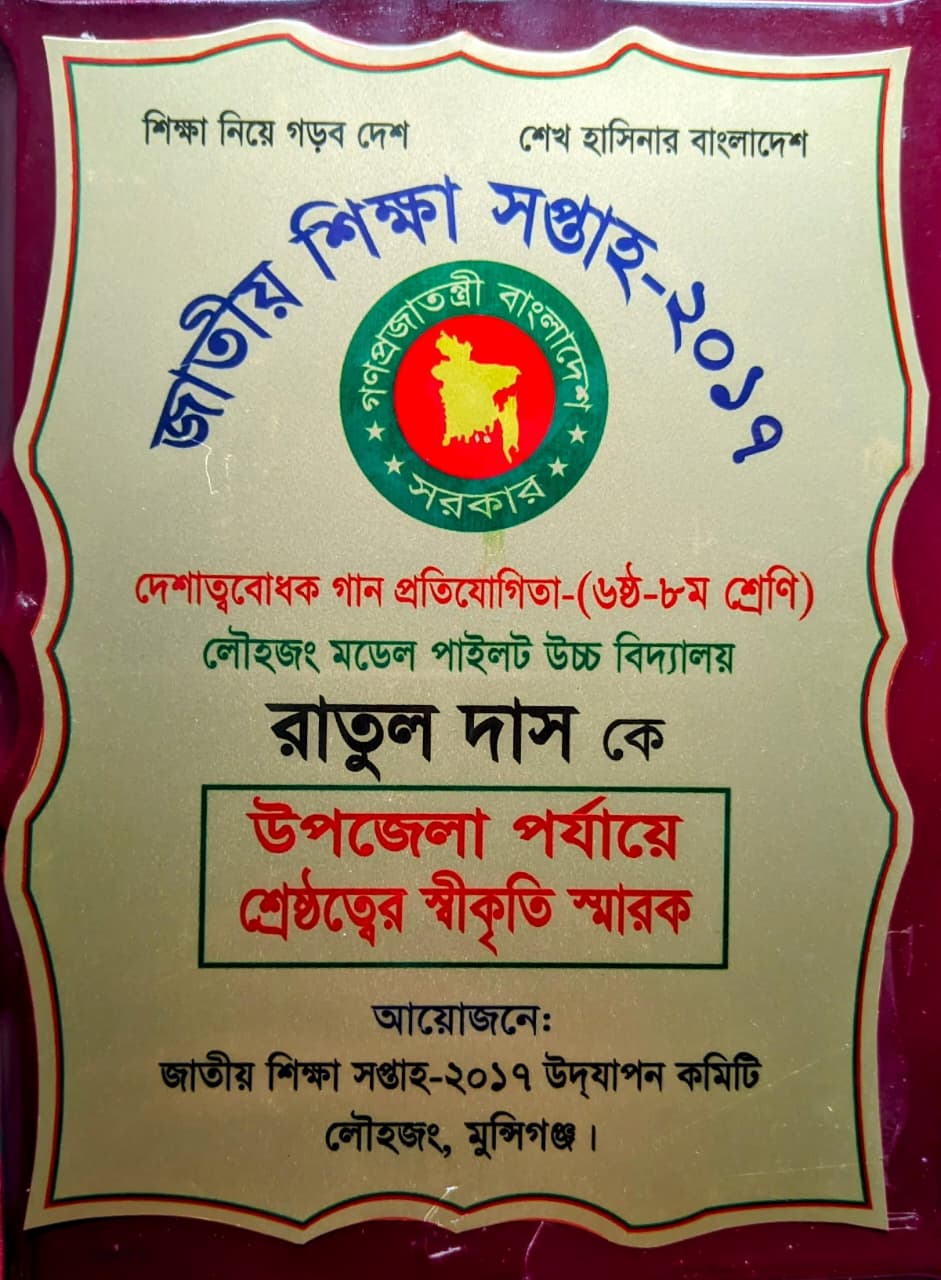 শিক্ষা নিয়ে গড়ব দেশ শেখ হাসিনার বাংলাদেশ
জাতীয় শিক্ষা সপ্তাহ-২০১৭
গণপ্রজাতন্ত্রী বাংলাদেশ
সরকার
দেশাত্ববোধক গান প্রতিযোগিতা-(৬ষ্ঠ-৮ম শ্রেণি)
লৌহজং মডেল পাইলট উচ্চ বিদ্যালয়
রাতুল দাস কে
উপজেলা পর্যায়ে
শ্রেষ্ঠত্বের স্বীকৃতি স্মারক
আয়োজনে:
জাতীয় শিক্ষা সপ্তাহ-২০১৭ উদ্‌যাপন কমিটি
লৌহজং, মুন্সিগঞ্জ।